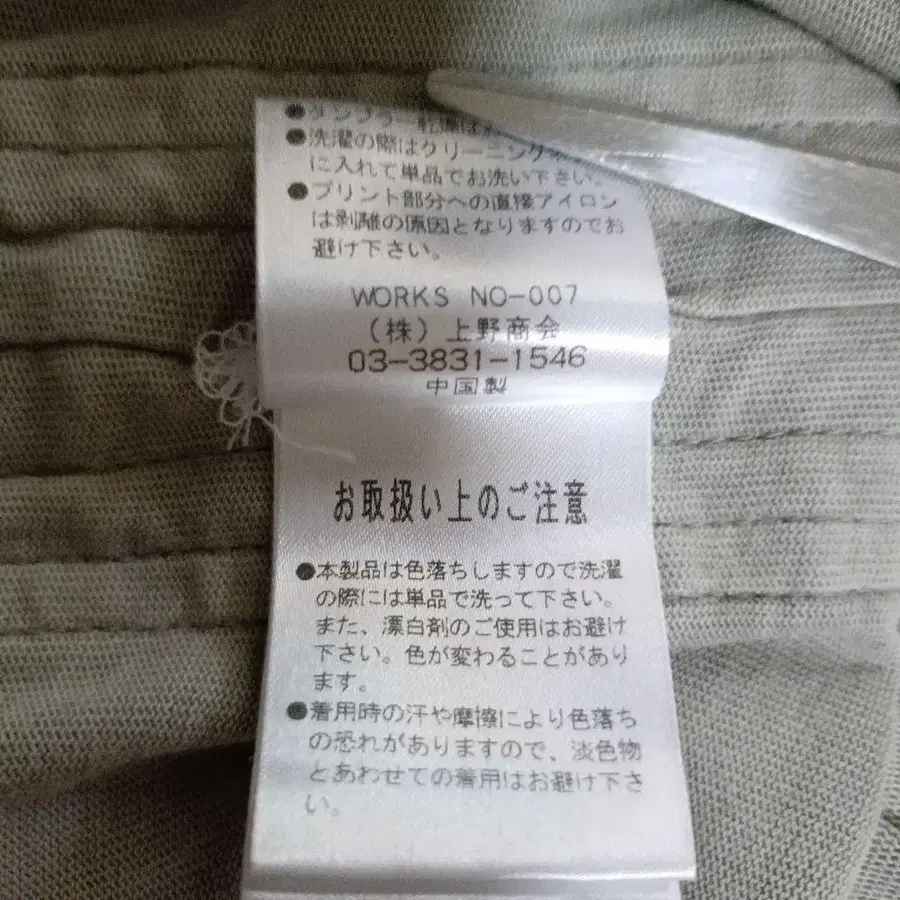 ●タンブラー乾燥はお
●洗濯の際はクリーニングネ
に入れて単品でお洗い下さい。
●プリント部分への直接アイロン
は剥離の原因となりますのでお
避け下さい。
WORKS NO-007
(株)上野商会
03-3831-1546
中国製
お取扱い上のご注意
●本製品は色落ちしますので洗濯
の際には単品で洗って下さい。
また、漂白剤のご使用はお避け
下さい。色が変わることがあり
ます。
●着用時の汗や摩擦により色落ち
の恐れがありますので、淡色物
とあわせての着用はお避け下さ
い。